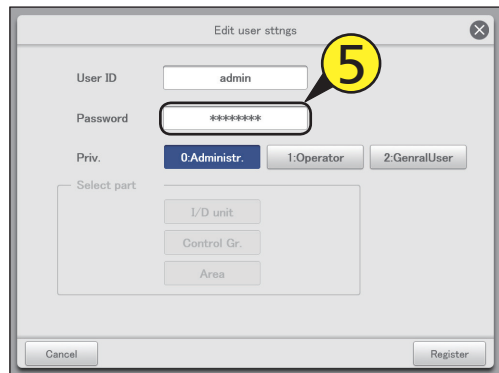 Edit user sttngs
5
User ID admin
Password ********
Priv. 0:Administr. 1:Operator 2:GenralUser
Select part
I/D unit
Control Gr.
Area
Cancel Register